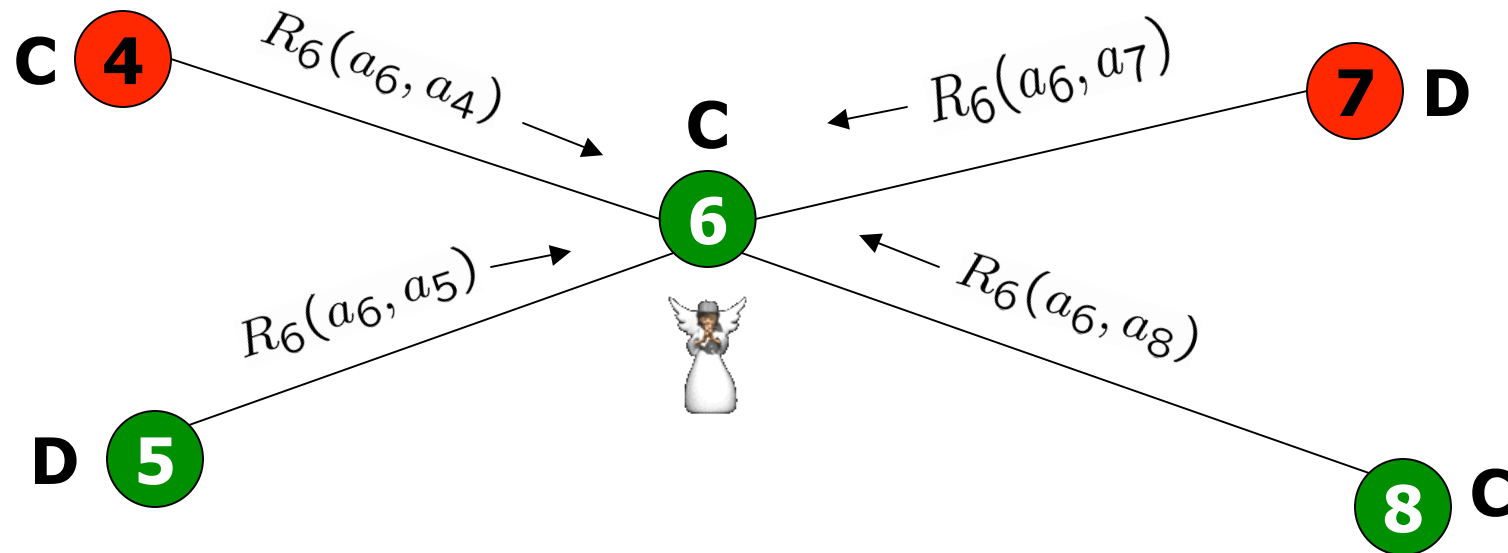 C 4
R₆(a₆, a₄)
R₆(a₆, a₇)
7 D
C
6
R₆(a₆, a₅)
R₆(a₆, a₈)
D 5
8 C